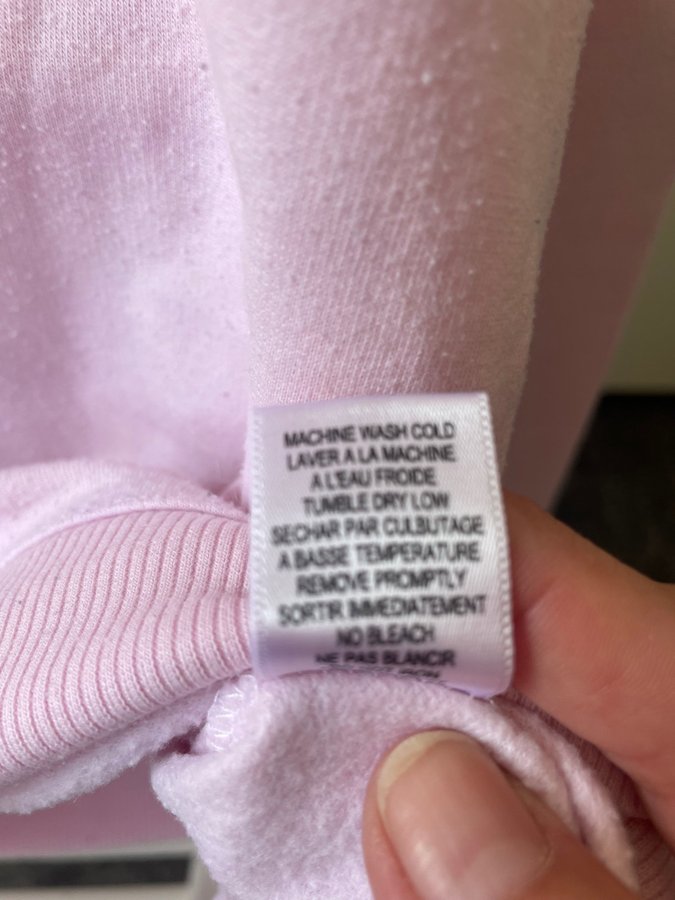 MACHINE WASH COLD
LAVER A LA MACHINE
A L'EAU FROIDE
TUMBLE DRY LOW
SECHAR PAR CULBUTAGE
A BASSE TEMPERATURE
REMOVE PROMPTLY
SORTIR IMMEDIATEMENT
NO BLEACH
NE PAS BLANCIR